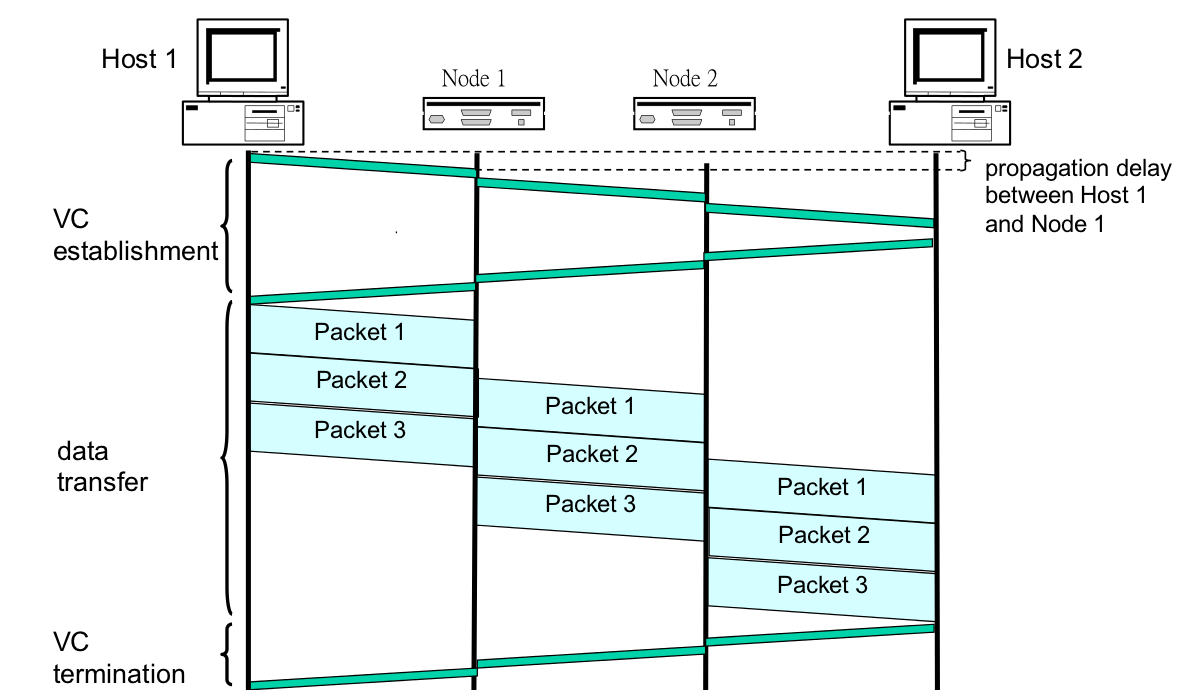 Host 1
Node 1
Node 2
Host 2
propagation delay
between Host 1
and Node 1
VC
establishment
Packet 1
Packet 2
Packet 3
Packet 1
Packet 2
Packet 3
Packet 1
Packet 2
Packet 3
data
transfer
VC
termination